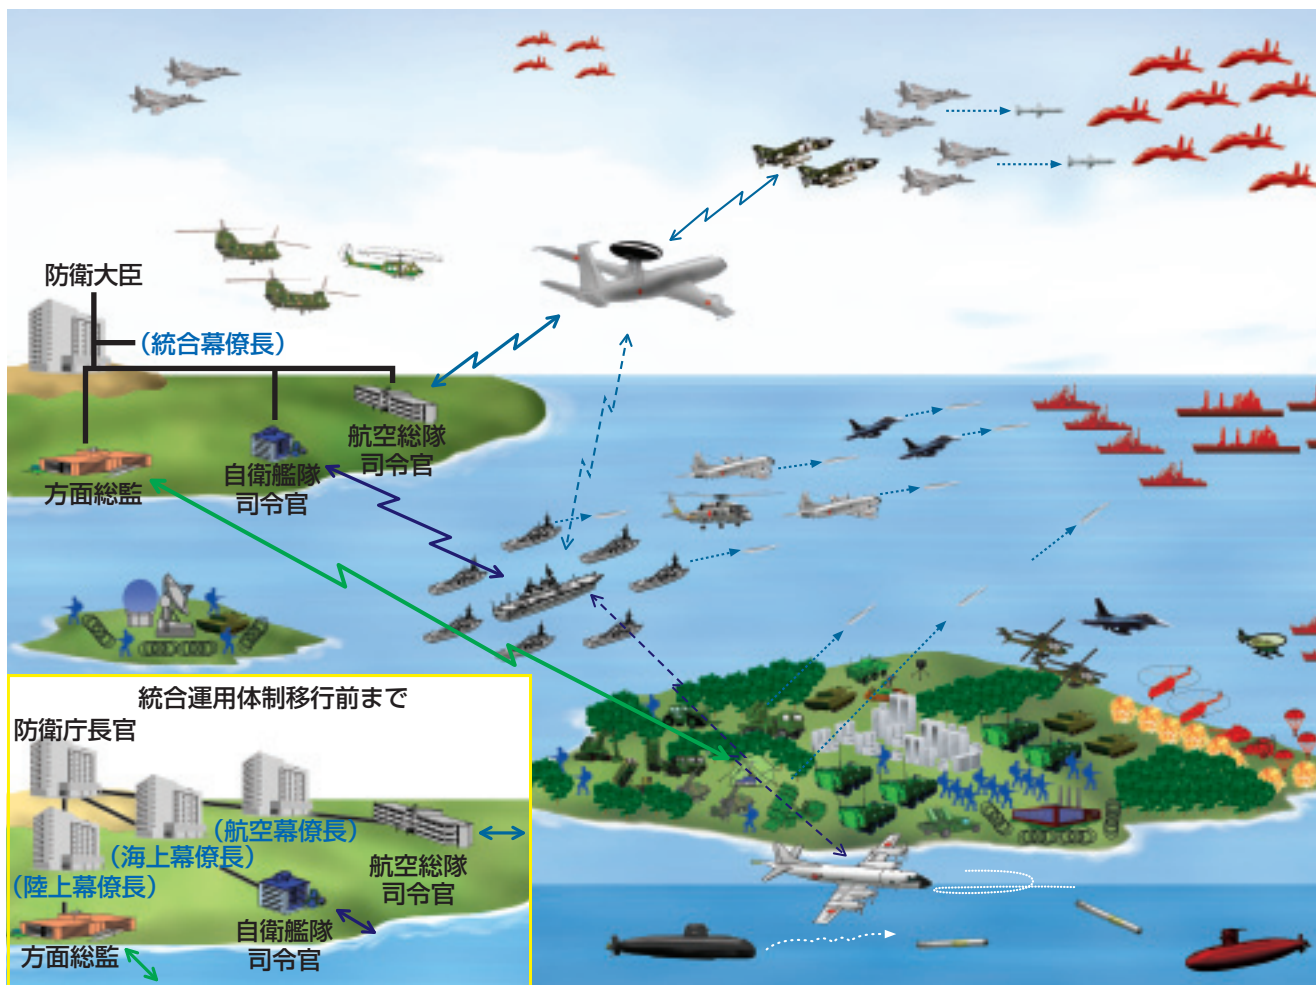 防衛大臣
(統合幕僚長)
航空総隊
司令官
自衛艦隊
司令官
方面総監
統合運用体制移行前まで
防衛庁長官
(航空幕僚長)
(海上幕僚長)
(陸上幕僚長)
航空総隊
司令官
自衛艦隊
司令官
方面総監